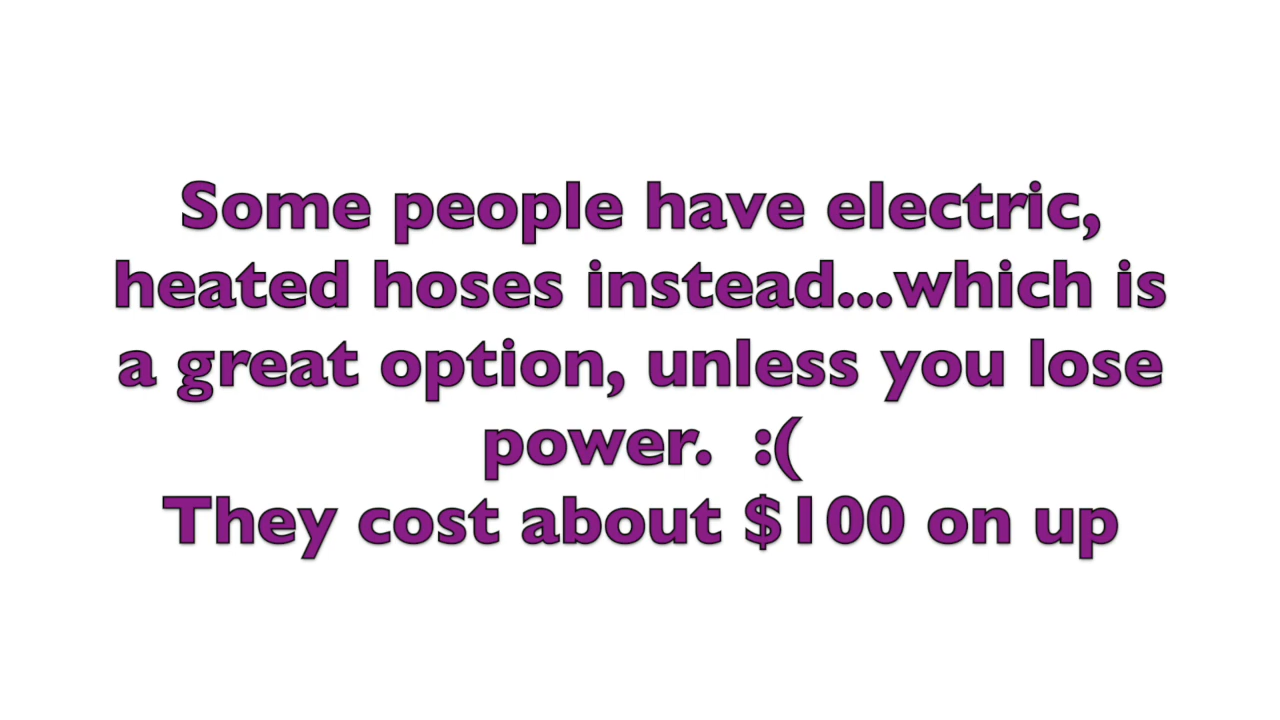 Some people have electric,
heated hoses instead...which is
a great option, unless you lose
power.  :(
They cost about $100 on up